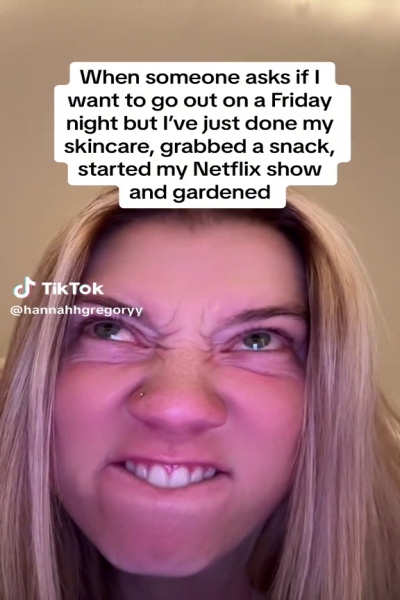 When someone asks if I
want to go out on a Friday
night but I’ve just done my
skincare, grabbed a snack,
started my Netflix show
and gardened
TikTok
@hannahhgregoryy